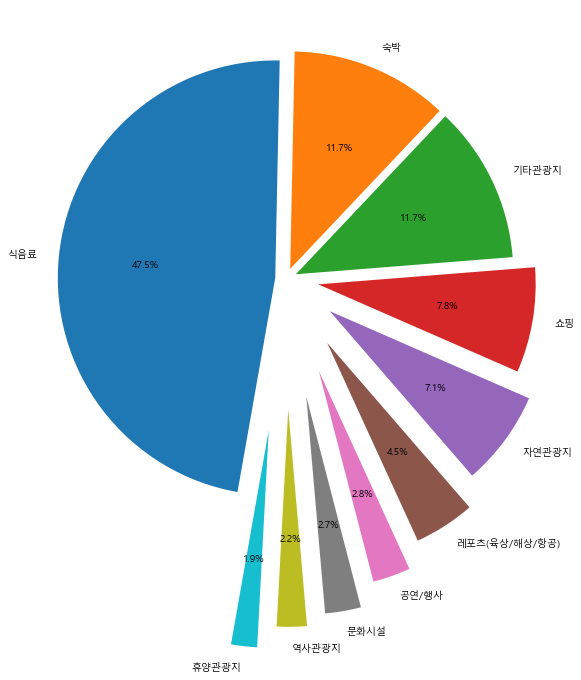 숙박
11.7%
기타관광지
11.7%
식음료
47.5%
7.8%
쇼핑
7.1%
자연관광지
4.5%
레포츠(육상/해상/항공)
2.8%
공연/행사
2.7%
문화시설
2.2%
역사관광지
1.9%
휴양관광지